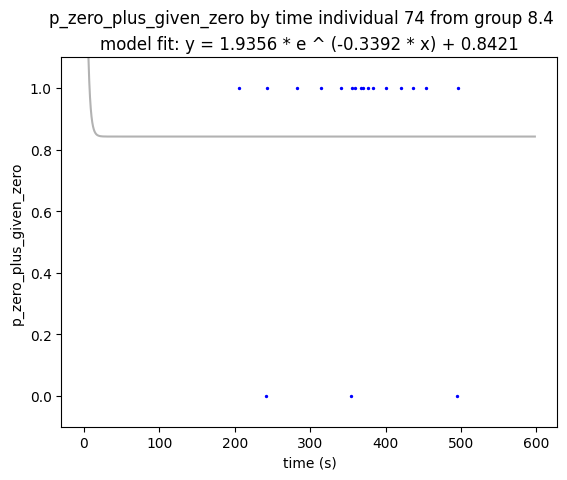 p_zero_plus_given_zero by time individual 74 from group 8.4
model fit: y = 1.9356 * e ^ (-0.3392 * x) + 0.8421
1.0
0.8
0.6
0.4
0.2
0.0
p_zero_plus_given_zero
0 100 200 300 400 500 600
time (s)